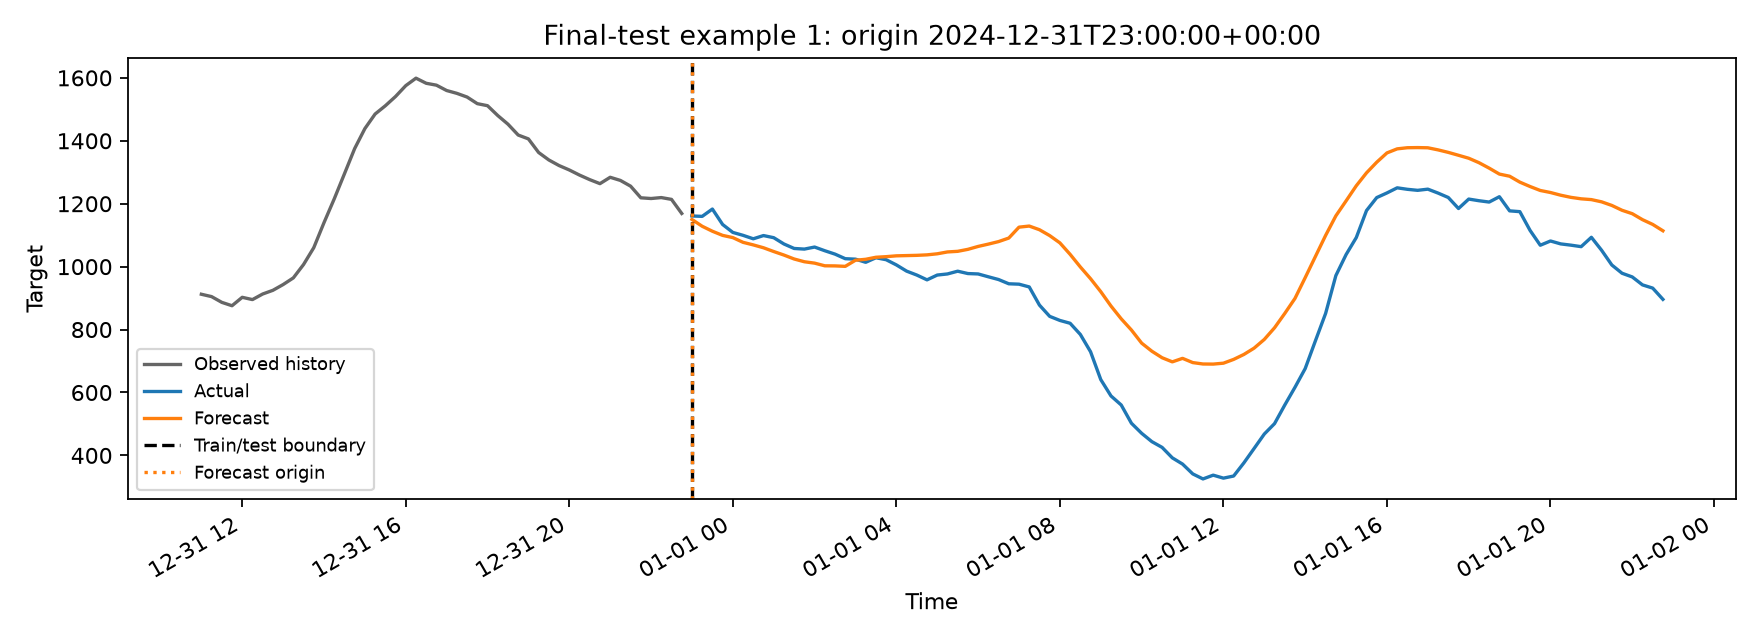 Final-test example 1: origin 2024-12-31T23:00:00+00:00
1600
1400
1200
1000
800
600
400
Target
Observed history
Actual
Forecast
Train/test boundary
Forecast origin
12-31 12
12-31 16
12-31 20
01-01 00
01-01 04
01-01 08
01-01 12
01-01 16
01-01 20
01-02 00
Time